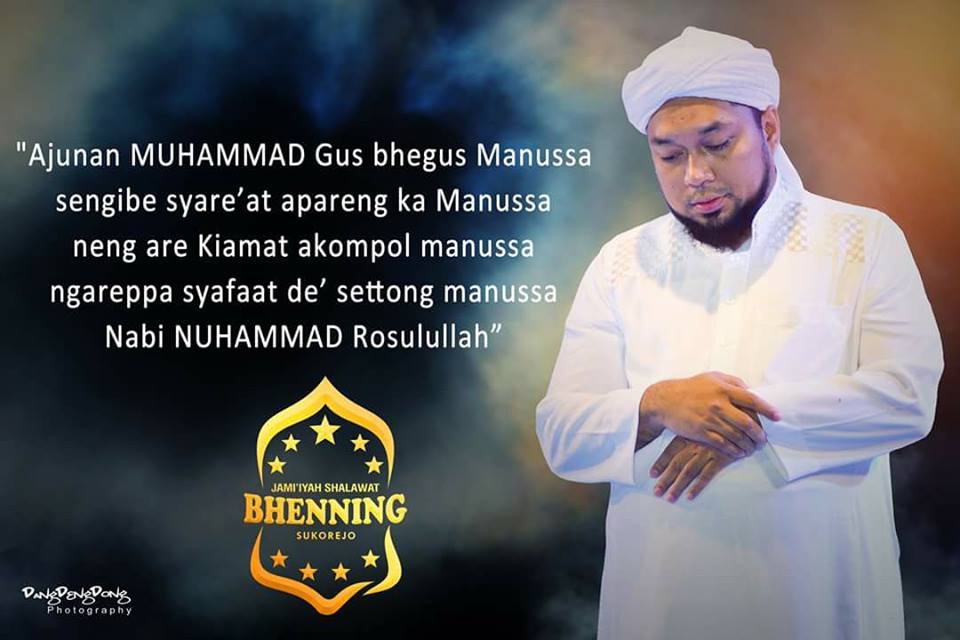 "Ajunan MUHAMMAD Gus bhegus Manussa
sengibe syare’at apareng ka Manussa
neng are Kiamat akompol manussa
ngareppa syafaat de’ settong manussa
Nabi NUHAMMAD Rosulullah”
JAMI'IYAH SHALAWAT
BHENNING
SUKOREJO
DangDengDong
Photography